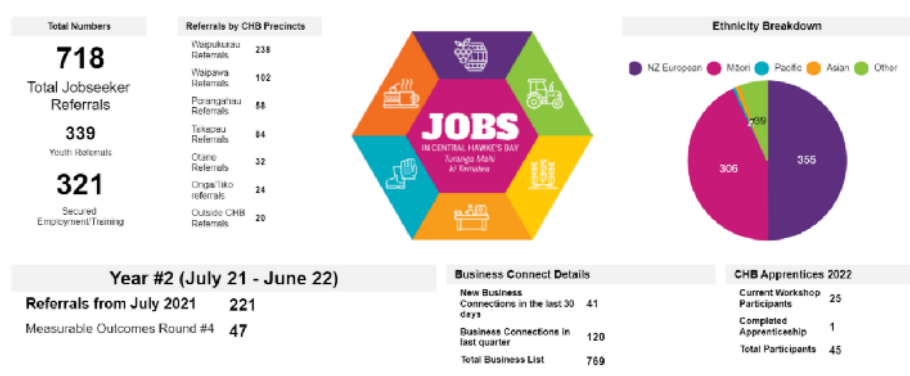 Total Numbers
718
Total Jobseeker
Referrals
339
Youth Referrals
321
Secured
Employment/Training
Referrals by CHB Precincts
Waipukurau
Referrals 238
Waipawa
Referrals 102
Porangahau
Referrals 58
Takapau
Referrals 84
Otane
Referrals 32
Onga/Tiko
referrals 24
Outside CHB
Referrals 20
JOBS
IN CENTRAL HAWKE'S BAY
Turanga Mahi
ki Tamatea
Ethnicity Breakdown
NZ European Māori Pacific Asian Other
39
306
355
Year #2 (July 21 - June 22)
Referrals from July 2021 221
Measurable Outcomes Round #4 47
Business Connect Details
New Business
Connections in the last 30 41
days
Business Connections in
last quarter 120
Total Business List 769
CHB Apprentices 2022
Current Workshop
Participants 25
Completed
Apprenticeship 1
Total Participants 45